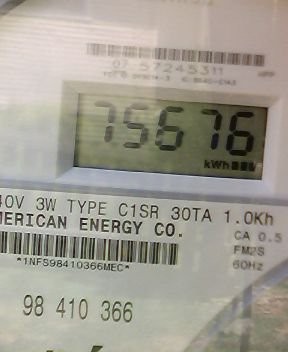 07 57245311
75676
kWh
40V 3W TYPE C1SR 30TA 1.0Kh
MERICAN ENERGY CO.
CA 0.5
FM2S
60Hz
*1NFS98410366MEC*
98 410 366